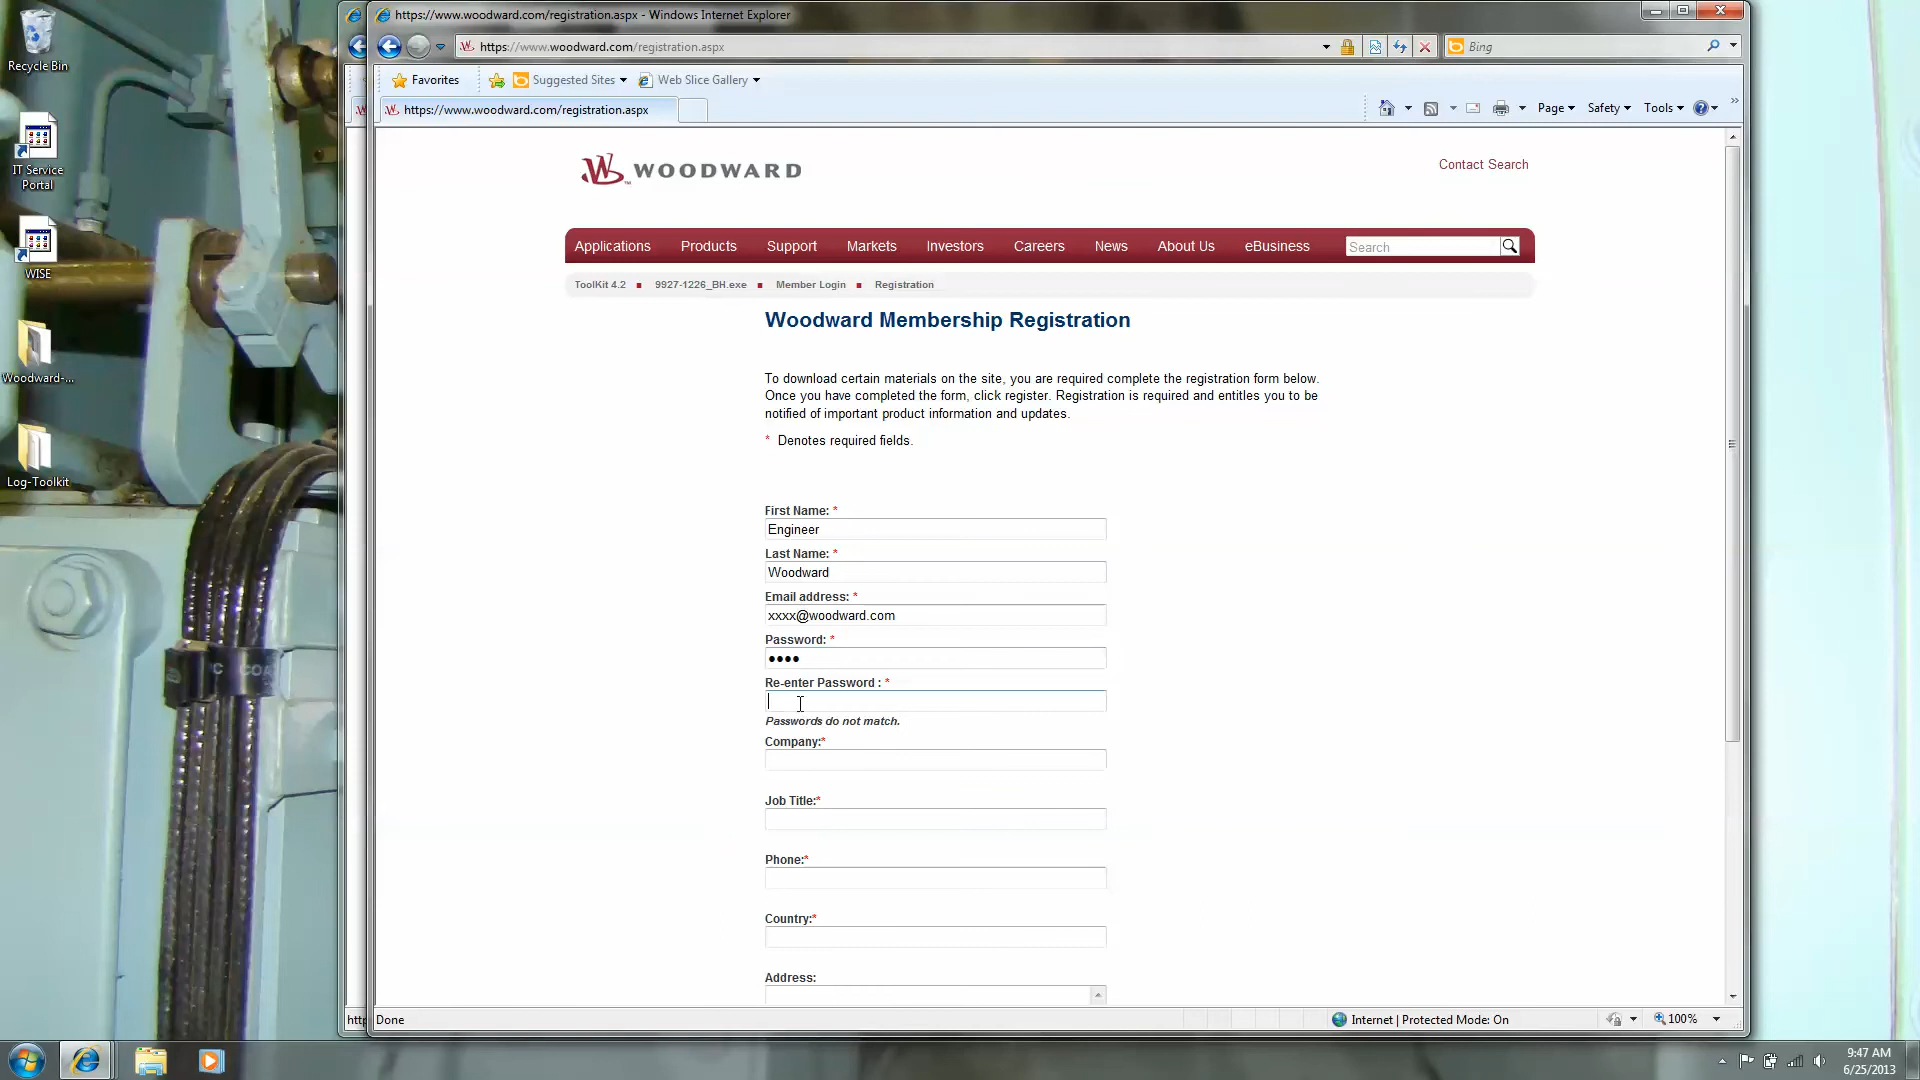 Recycle Bin
IT Service
Portal
WISE
Woodward-...
Log-Toolkit
https://www.woodward.com/registration.aspx - Windows Internet Explorer
https://www.woodward.com/registration.aspx
Bing
Favorites
Suggested Sites
Web Slice Gallery
https://www.woodward.com/registration.aspx
Page
Safety
Tools
WOODWARD
Contact Search
Applications
Products
Support
Markets
Investors
Careers
News
About Us
eBusiness
Search
ToolKit 4.2
9927-1226_BH.exe
Member Login
Registration
Woodward Membership Registration
To download certain materials on the site, you are required complete the registration form below.
Once you have completed the form, click register. Registration is required and entitles you to be
notified of important product information and updates.
* Denotes required fields.
First Name: *
Engineer
Last Name: *
Woodward
Email address: *
xxxx@woodward.com
Password: *
••••
Re-enter Password : *
Passwords do not match.
Company:*
Job Title:*
Phone:*
Country:*
Address:
http
Done
Internet | Protected Mode: On
100%
9:47 AM
6/25/2013